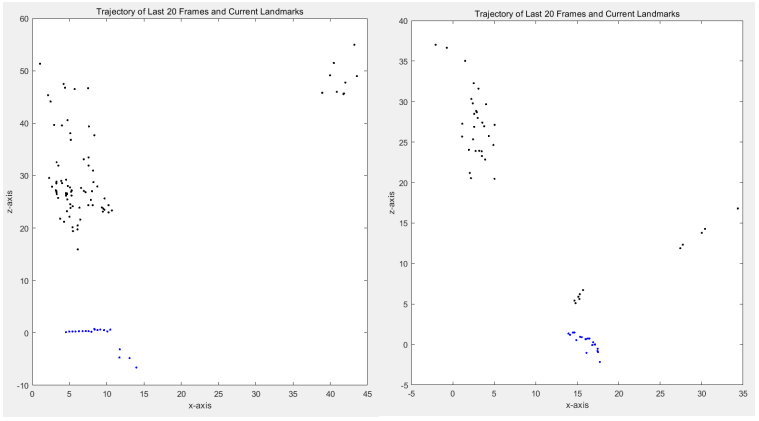 Trajectory of Last 20 Frames and Current Landmarks
60
50
40
30
20
10
0
-10
z-axis
0 5 10 15 20 25 30 35 40 45
x-axis
Trajectory of Last 20 Frames and Current Landmarks
40
35
30
25
20
15
10
5
0
-5
z-axis
-5 0 5 10 15 20 25 30 35
x-axis